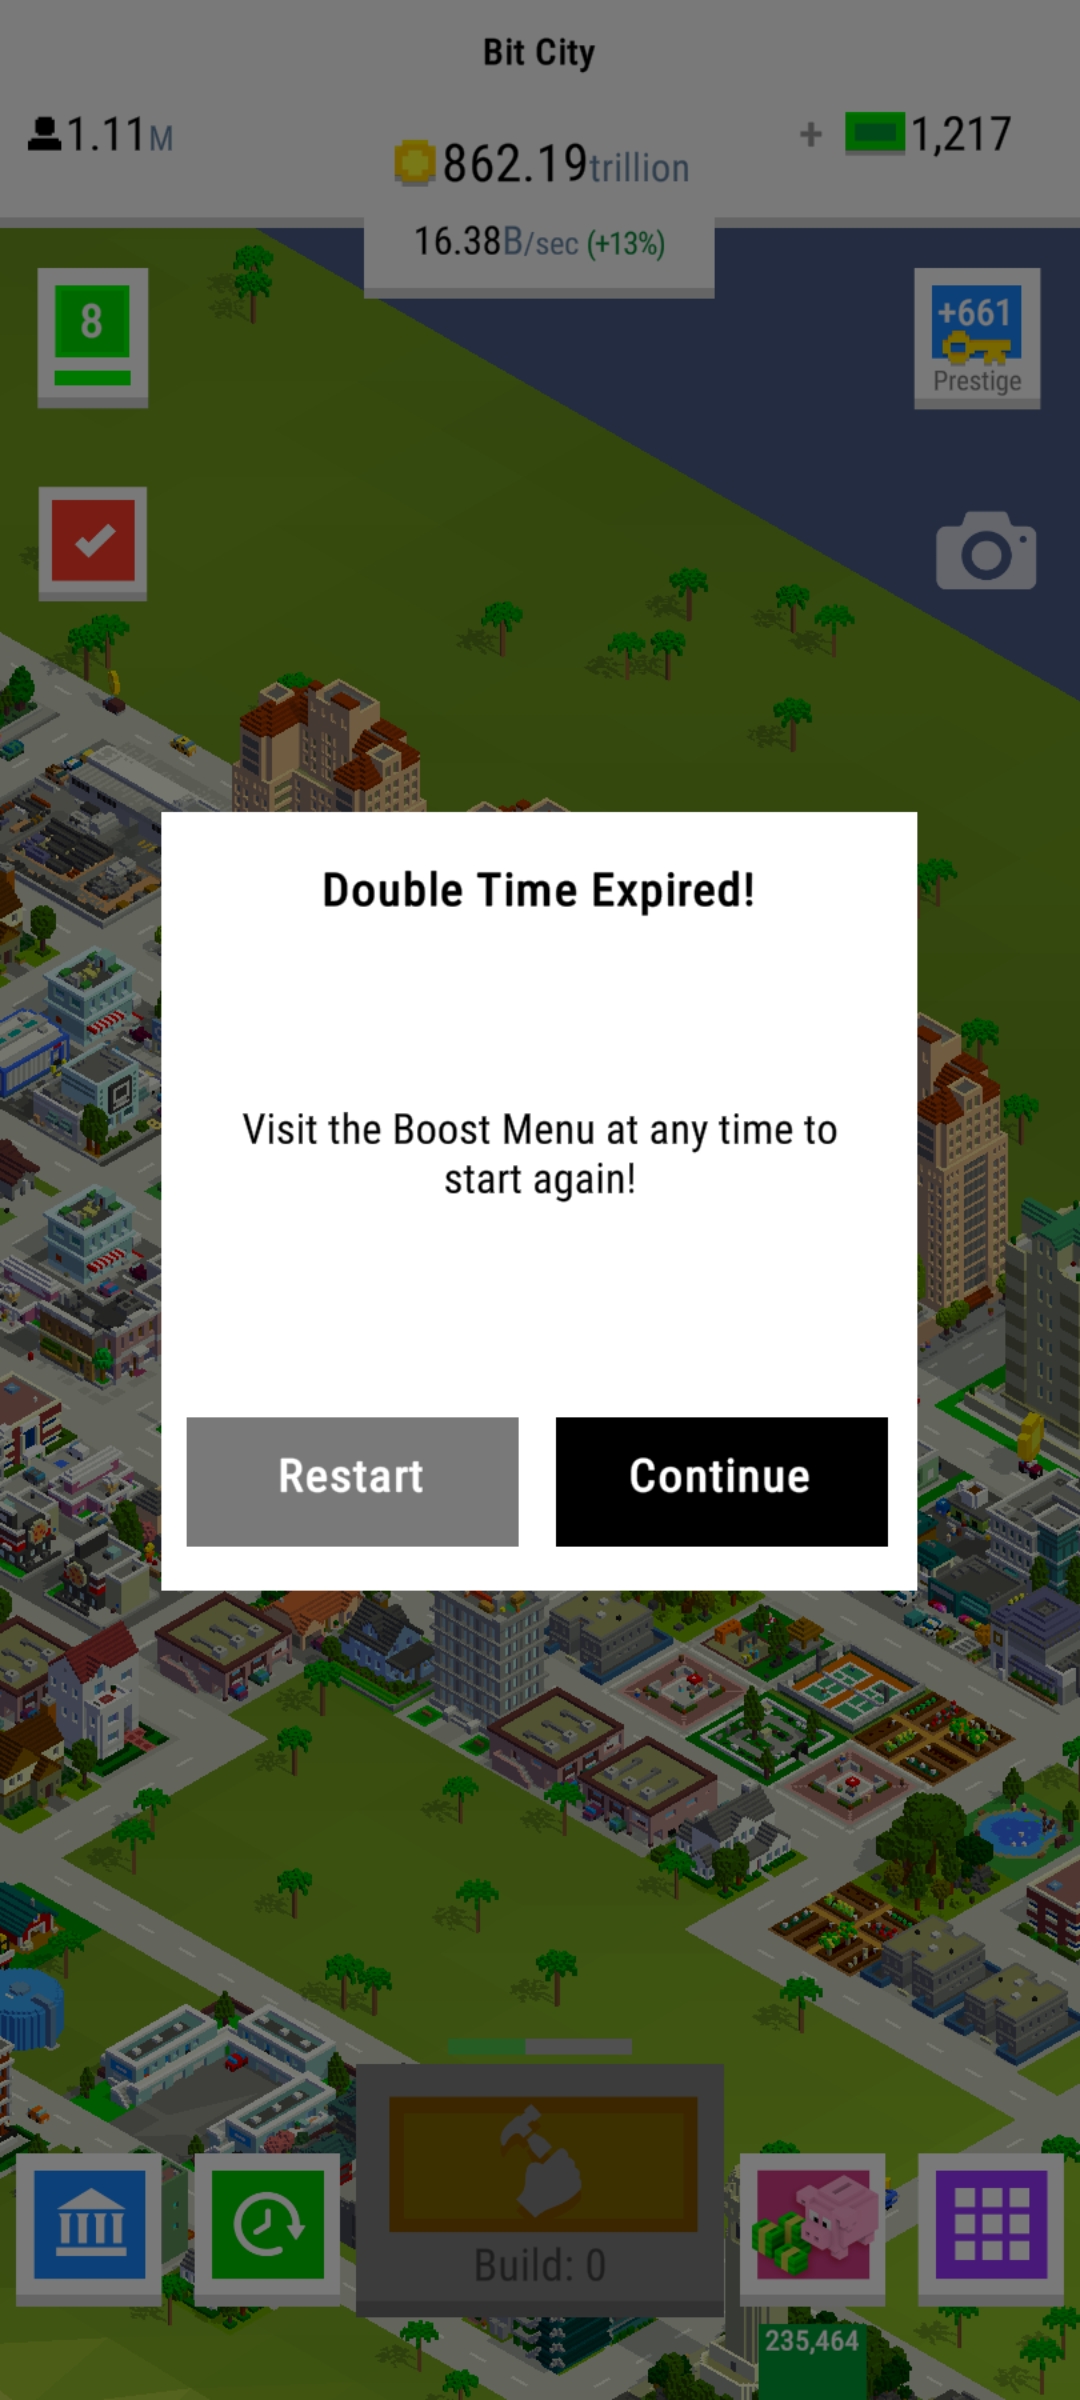 Bit City
1.11M
862.19trillion
+ 1,217
16.38B/sec (+13%)
8
+661
Prestige
Double Time Expired!
Visit the Boost Menu at any time to
start again!
Restart
Continue
Build: 0
235,464